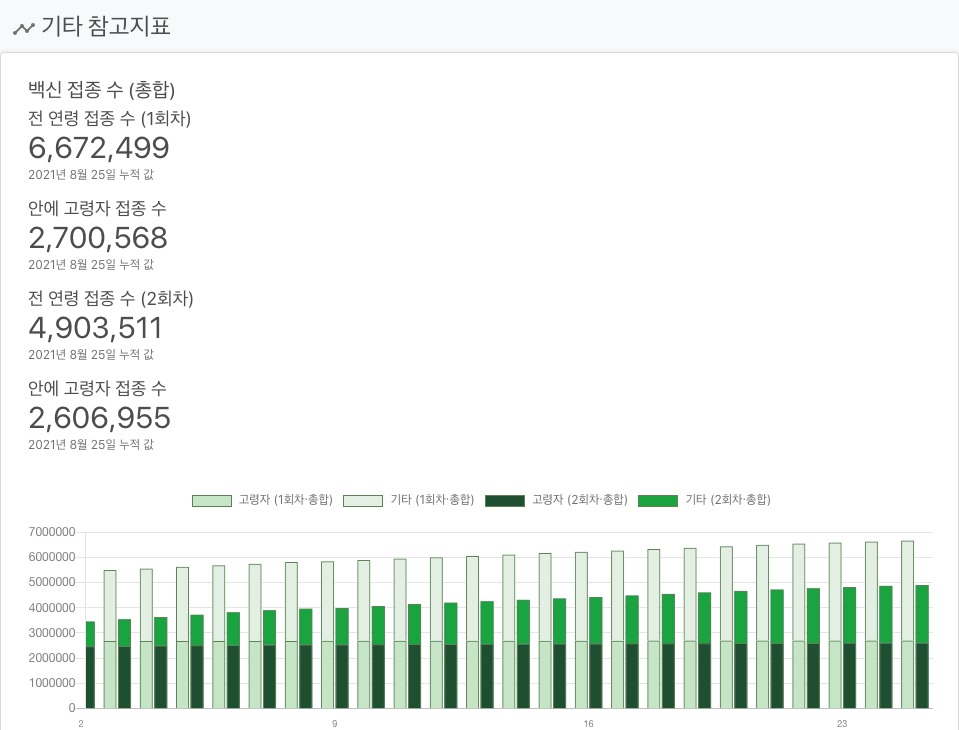 기타 참고지표
백신 접종 수 (총합)
전 연령 접종 수 (1회차)
6,672,499
2021년 8월 25일 누적 값
안에 고령자 접종 수
2,700,568
2021년 8월 25일 누적 값
전 연령 접종 수 (2회차)
4,903,511
2021년 8월 25일 누적 값
안에 고령자 접종 수
2,606,955
2021년 8월 25일 누적 값
고령자 (1회차·총합) 기타 (1회차·총합) 고령자 (2회차·총합) 기타 (2회차·총합)
7000000
6000000
5000000
4000000
3000000
2000000
1000000
0
2 9 16 23